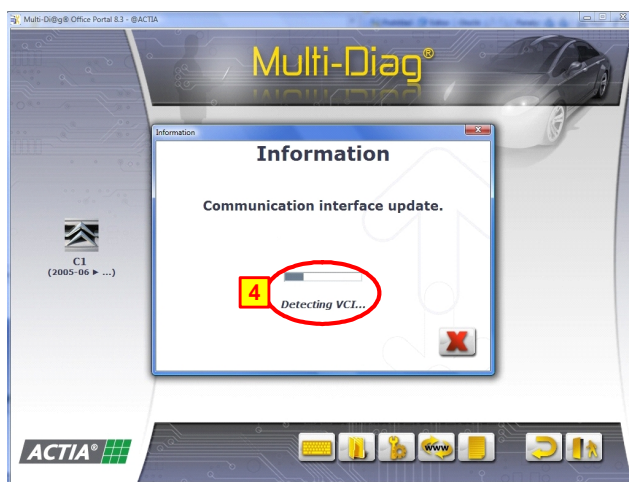 Multi-Di@g® Office Portal 8.3 - @ACTIA
Multi-Diag®
Information
Information
Communication interface update.
4
Detecting VCI...
C1
(2005-06 ► ...)
ACTIA®
www